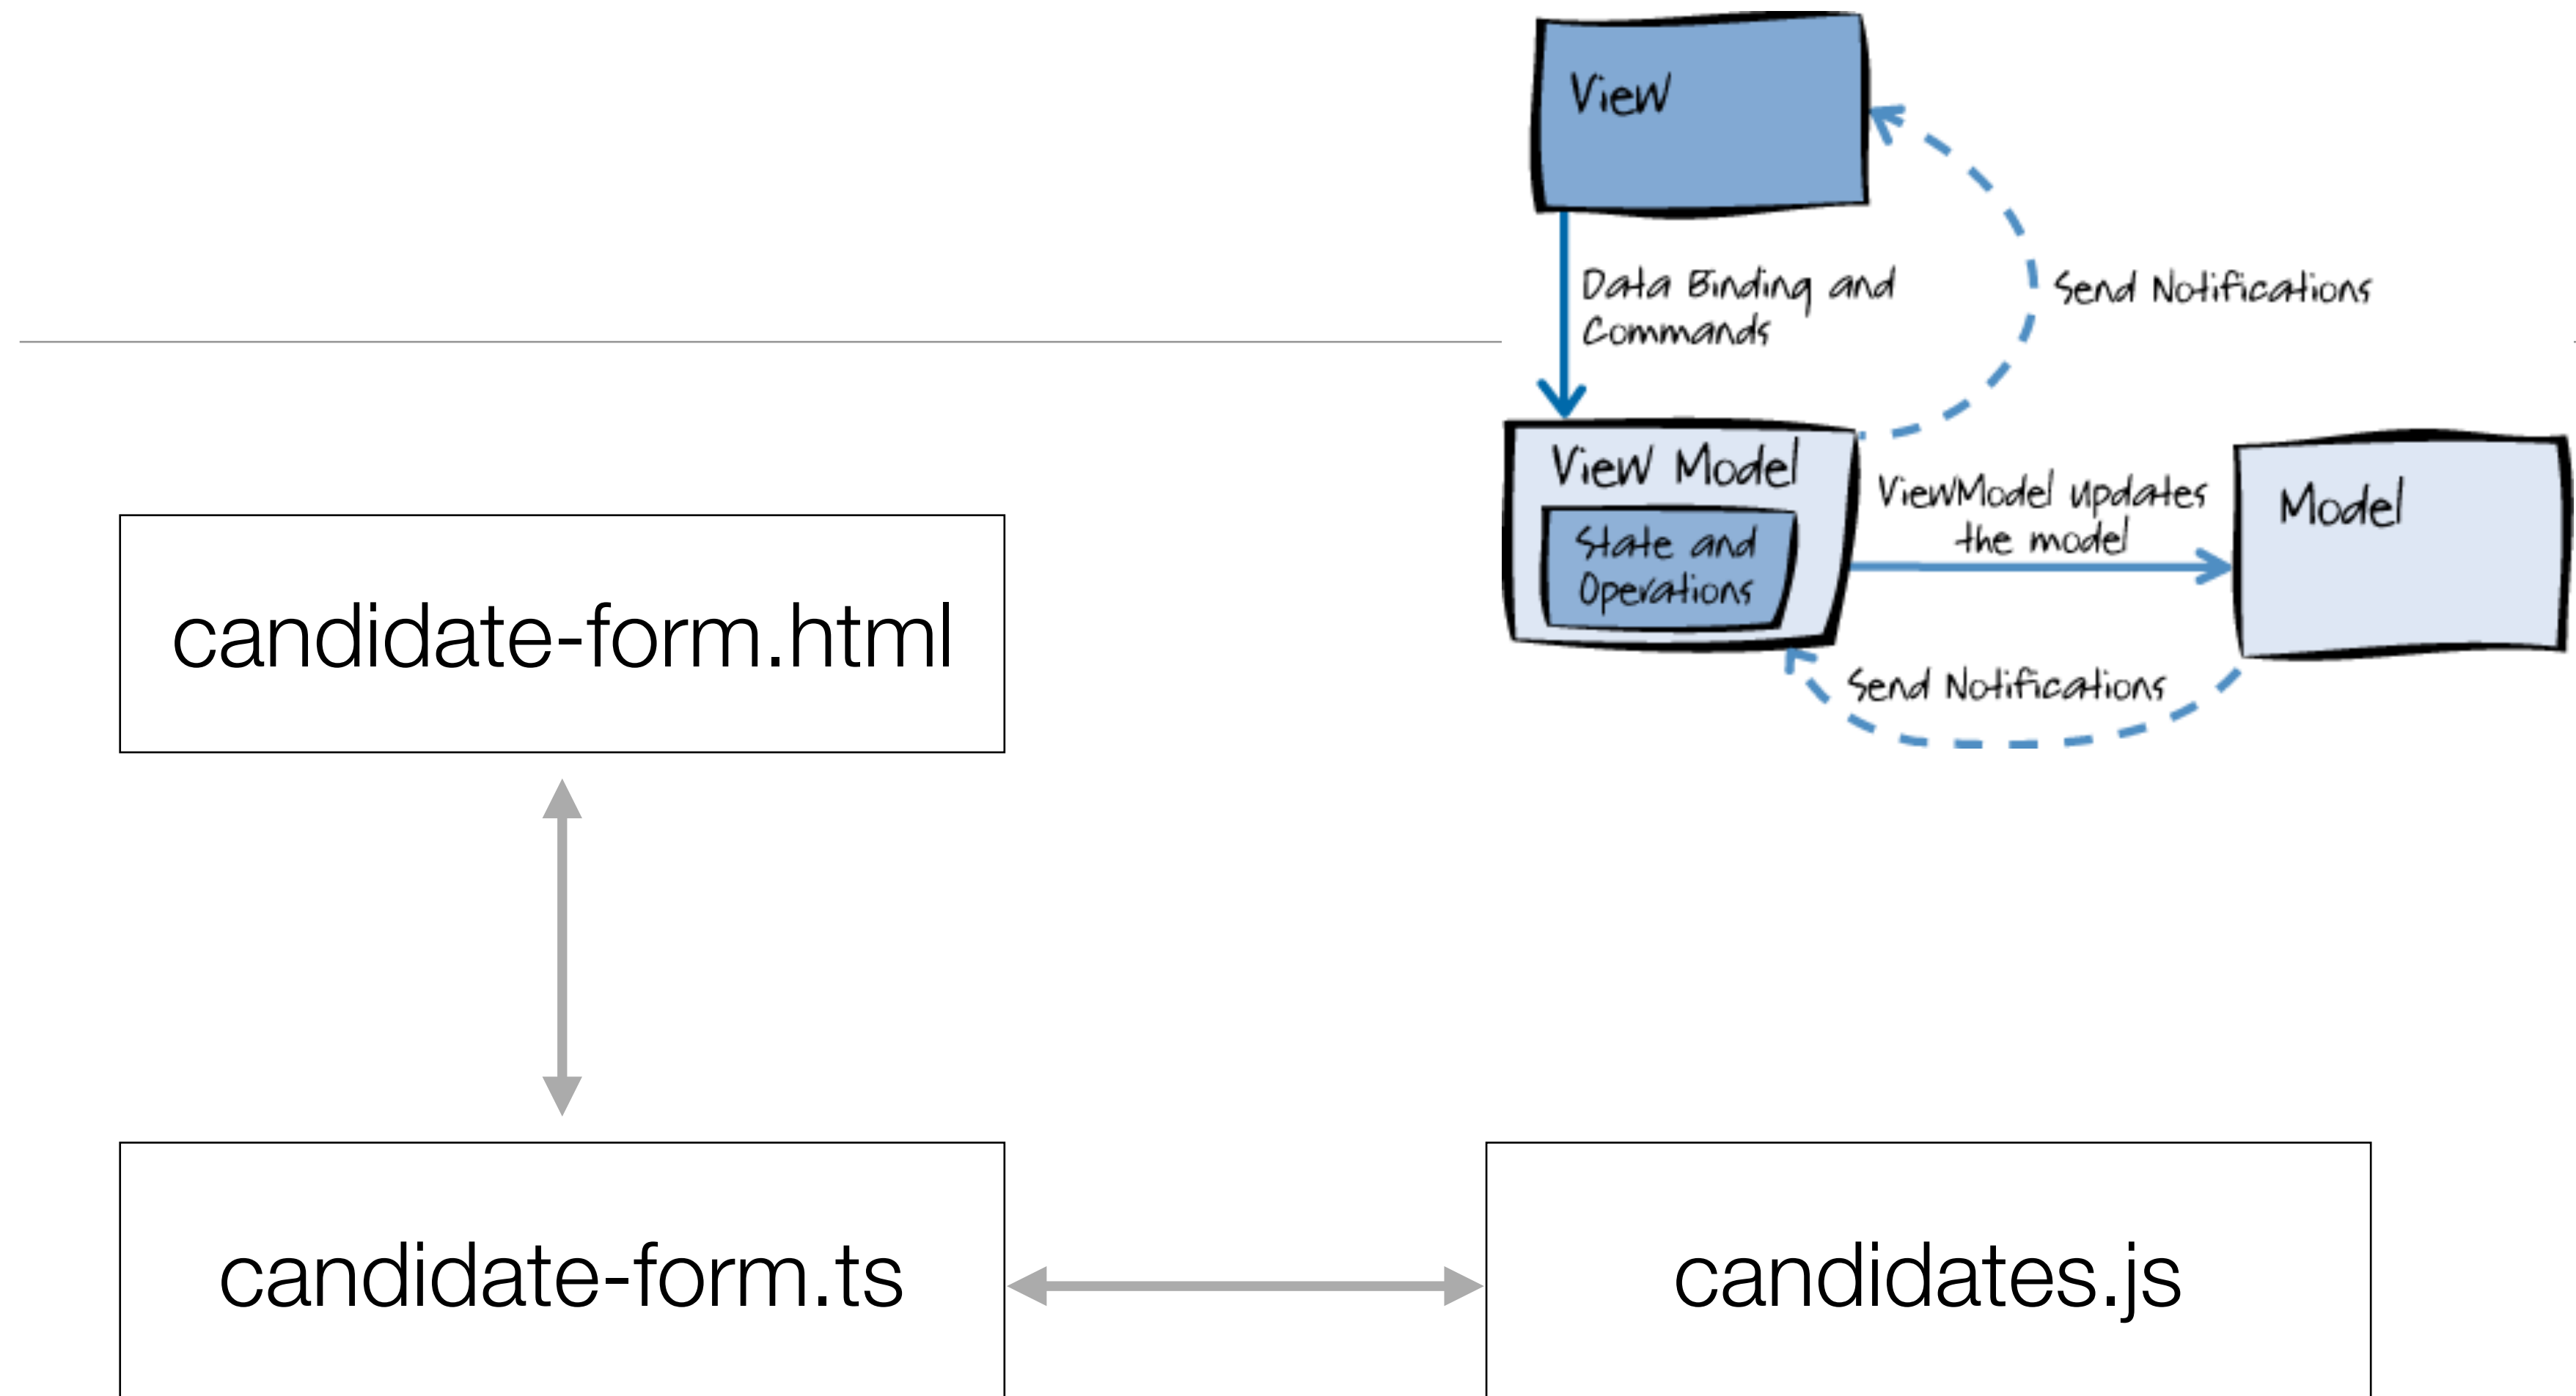 View
Data Binding and
Commands
Send Notifications
View Model
State and
Operations
ViewModel updates
the model
Model
Send Notifications
candidate-form.html
candidate-form.ts
candidates.js